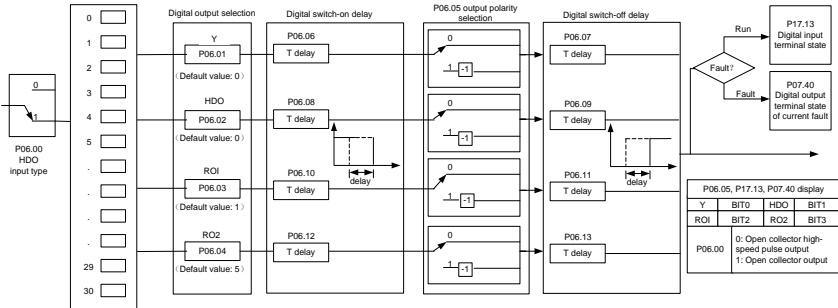 Digital output selection
Digital switch-on delay
P06.05 output polarity
selection
Digital switch-off delay
0
1
2
3
4
5
.
.
.
.
29
30
0
1
P06.00
HDO
input type
Y
P06.01
(Default value: 0)
HDO
P06.02
(Default value: 0)
ROI
P06.03
(Default value: 1)
RO2
P06.04
(Default value: 5)
P06.06
T delay
P06.08
T delay
delay
P06.10
T delay
P06.12
T delay
0
1
-1
0
1
-1
0
1
-1
0
1
-1
P06.07
T delay
P06.09
T delay
delay
P06.11
T delay
P06.13
T delay
Fault?
Run
Fault
P17.13
Digital input
terminal state
P07.40
Digital output
terminal state
of current fault
P06.05, P17.13, P07.40 display
Y BIT0 HDO BIT1
ROI BIT2 RO2 BIT3
P06.00
0: Open collector high-
speed pulse output
1: Open collector output